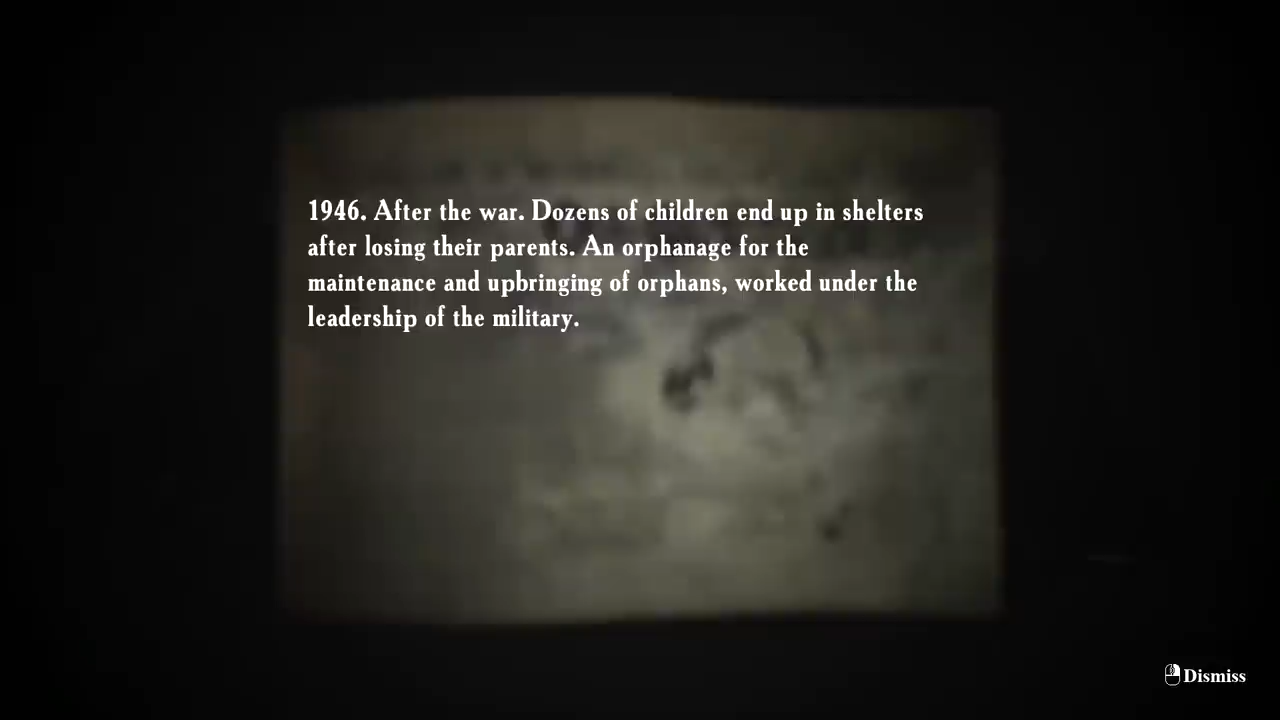 1946. After the war. Dozens of children end up in shelters
after losing their parents. An orphanage for the
maintenance and upbringing of orphans, worked under the
leadership of the military.
Dismiss